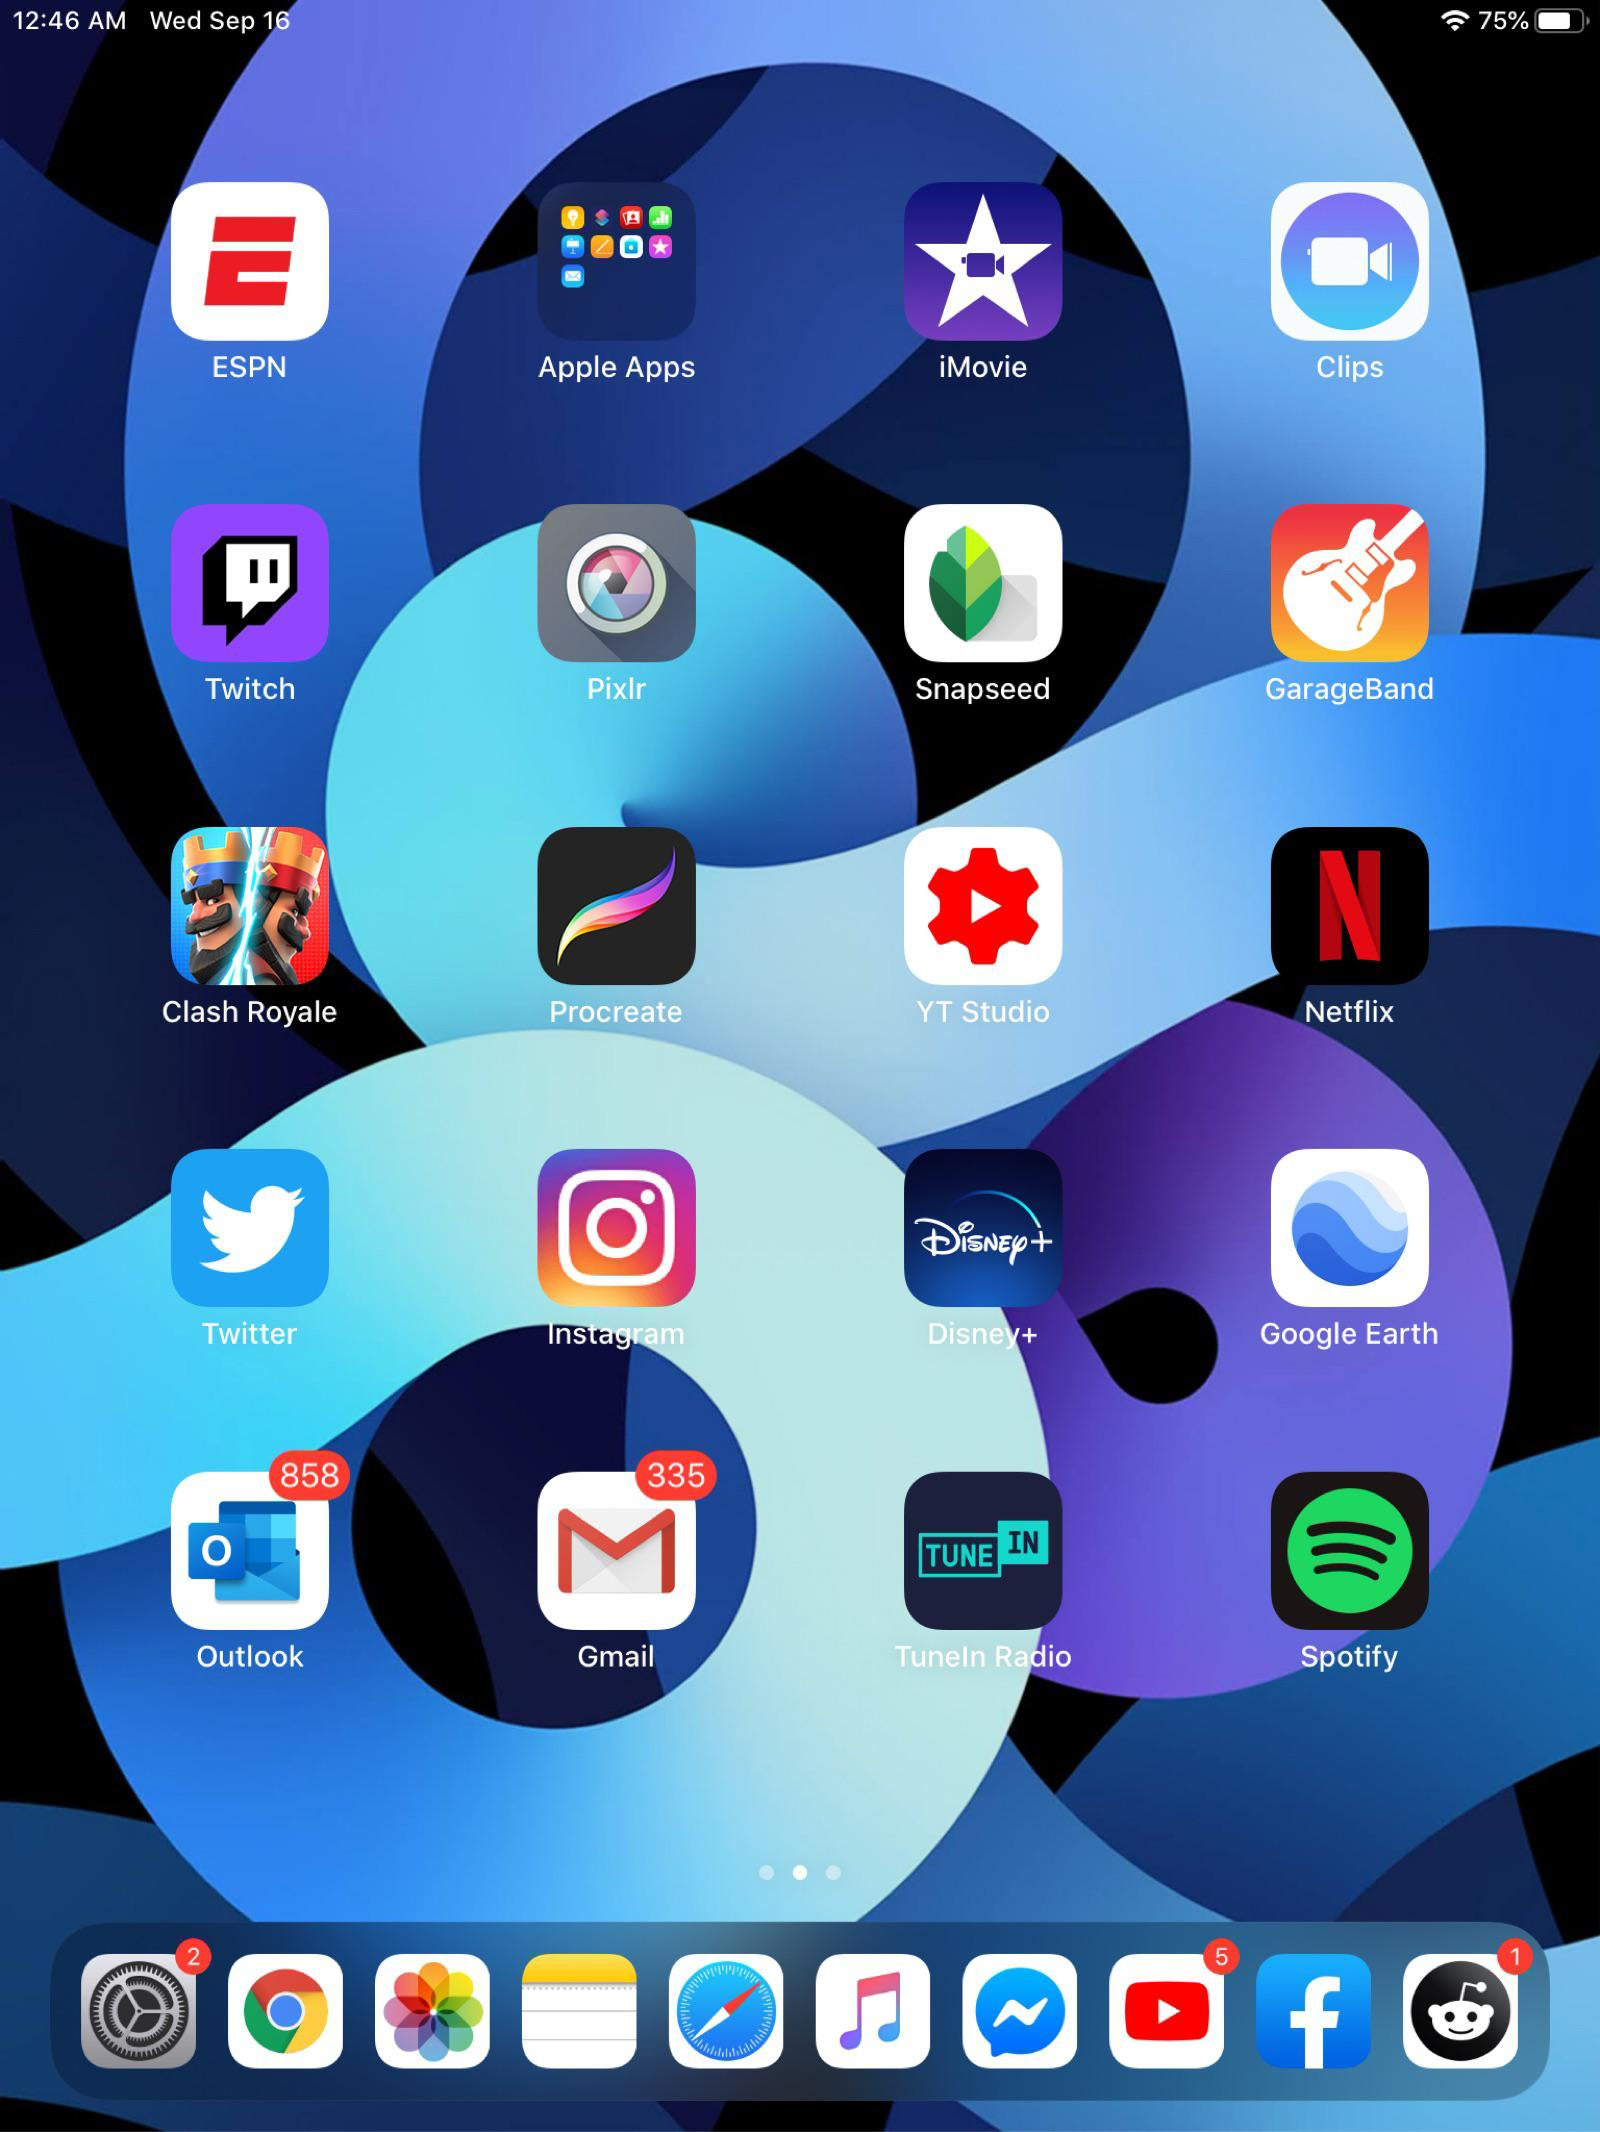 12:46 AM Wed Sep 16 75%
ESPN Apple Apps iMovie Clips
Twitch Pixlr Snapseed GarageBand
Clash Royale Procreate YT Studio Netflix
Disney+
Twitter Instagram Disney+ Google Earth
858 335
O TUNE IN
Outlook Gmail TuneIn Radio Spotify
2 5 1